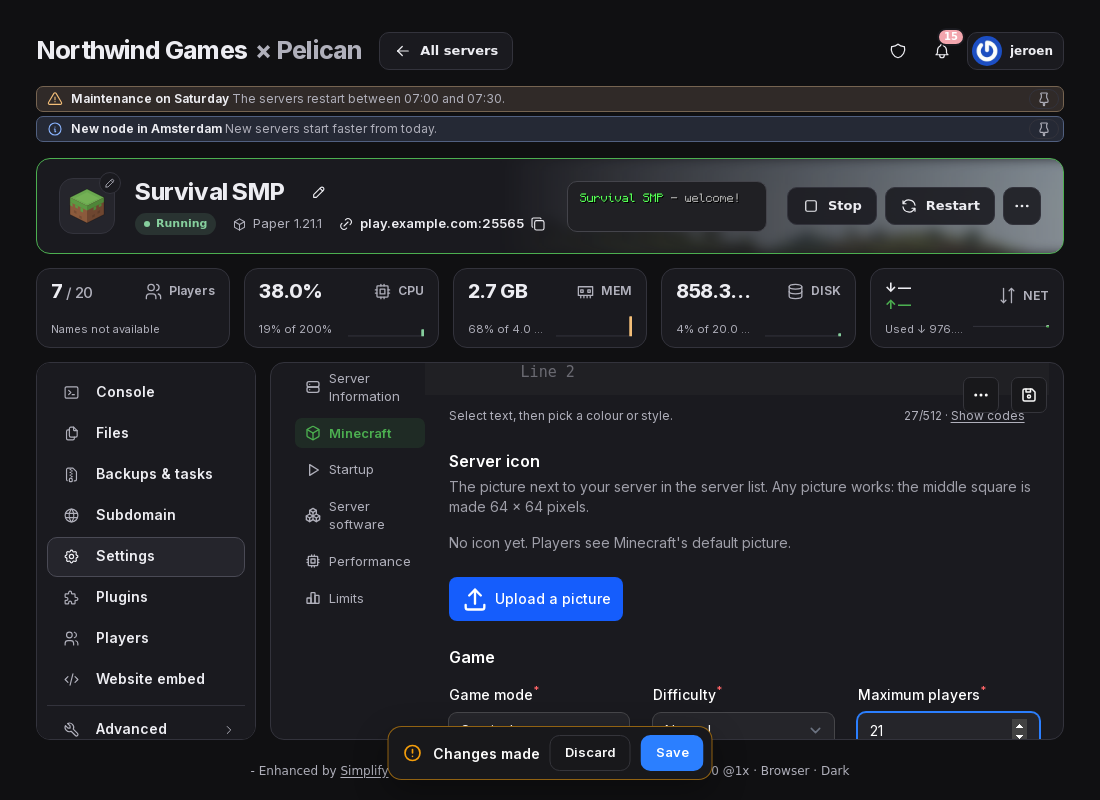 Northwind Games × Pelican
All servers
15
jeroen
Maintenance on Saturday The servers restart between 07:00 and 07:30.
New node in Amsterdam New servers start faster from today.
Survival SMP
Running
Paper 1.21.1
play.example.com:25565
Survival SMP – welcome!
Stop
Restart
7 / 20
Players
Names not available
38.0%
CPU
19% of 200%
2.7 GB
MEM
68% of 4.0 ...
858.3...
DISK
4% of 20.0 ...
↓—
↑—
NET
Used ↓ 976....
Console
Files
Backups & tasks
Subdomain
Settings
Plugins
Players
Website embed
Advanced
Server
Information
Minecraft
Startup
Server
software
Performance
Limits
Line 2
Select text, then pick a colour or style.
27/512 · Show codes
Server icon
The picture next to your server in the server list. Any picture works: the middle square is
made 64 × 64 pixels.
No icon yet. Players see Minecraft's default picture.
Upload a picture
Game
Game mode*
Difficulty*
Maximum players*
21
Changes made
Discard
Save
- Enhanced by Simplify
0 @1x · Browser · Dark